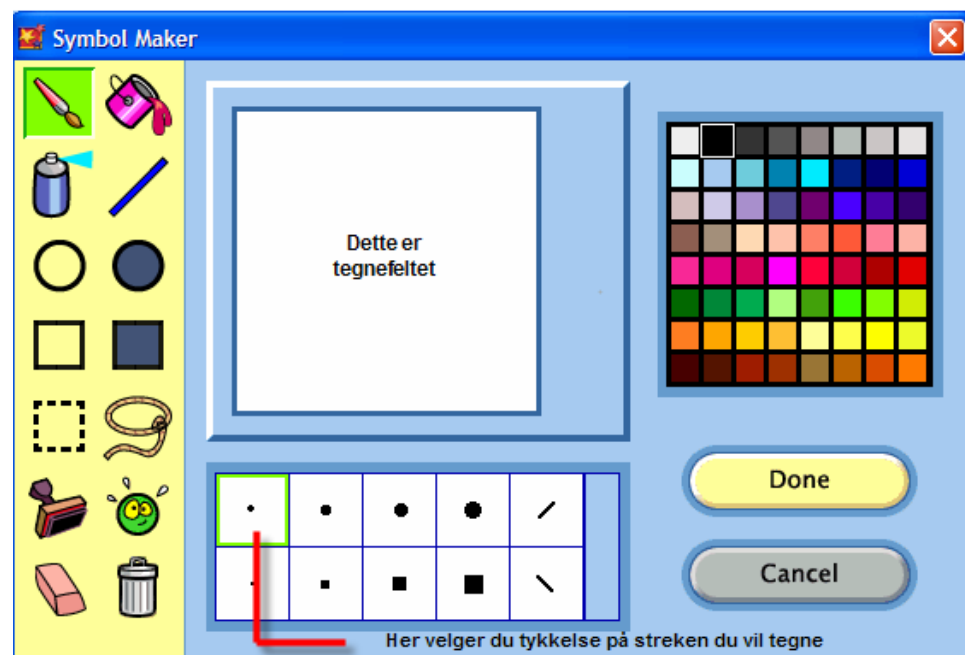 Symbol Maker
Dette er
tegnefeltet
Done
Cancel
Her velger du tykkelse på streken du vil tegne